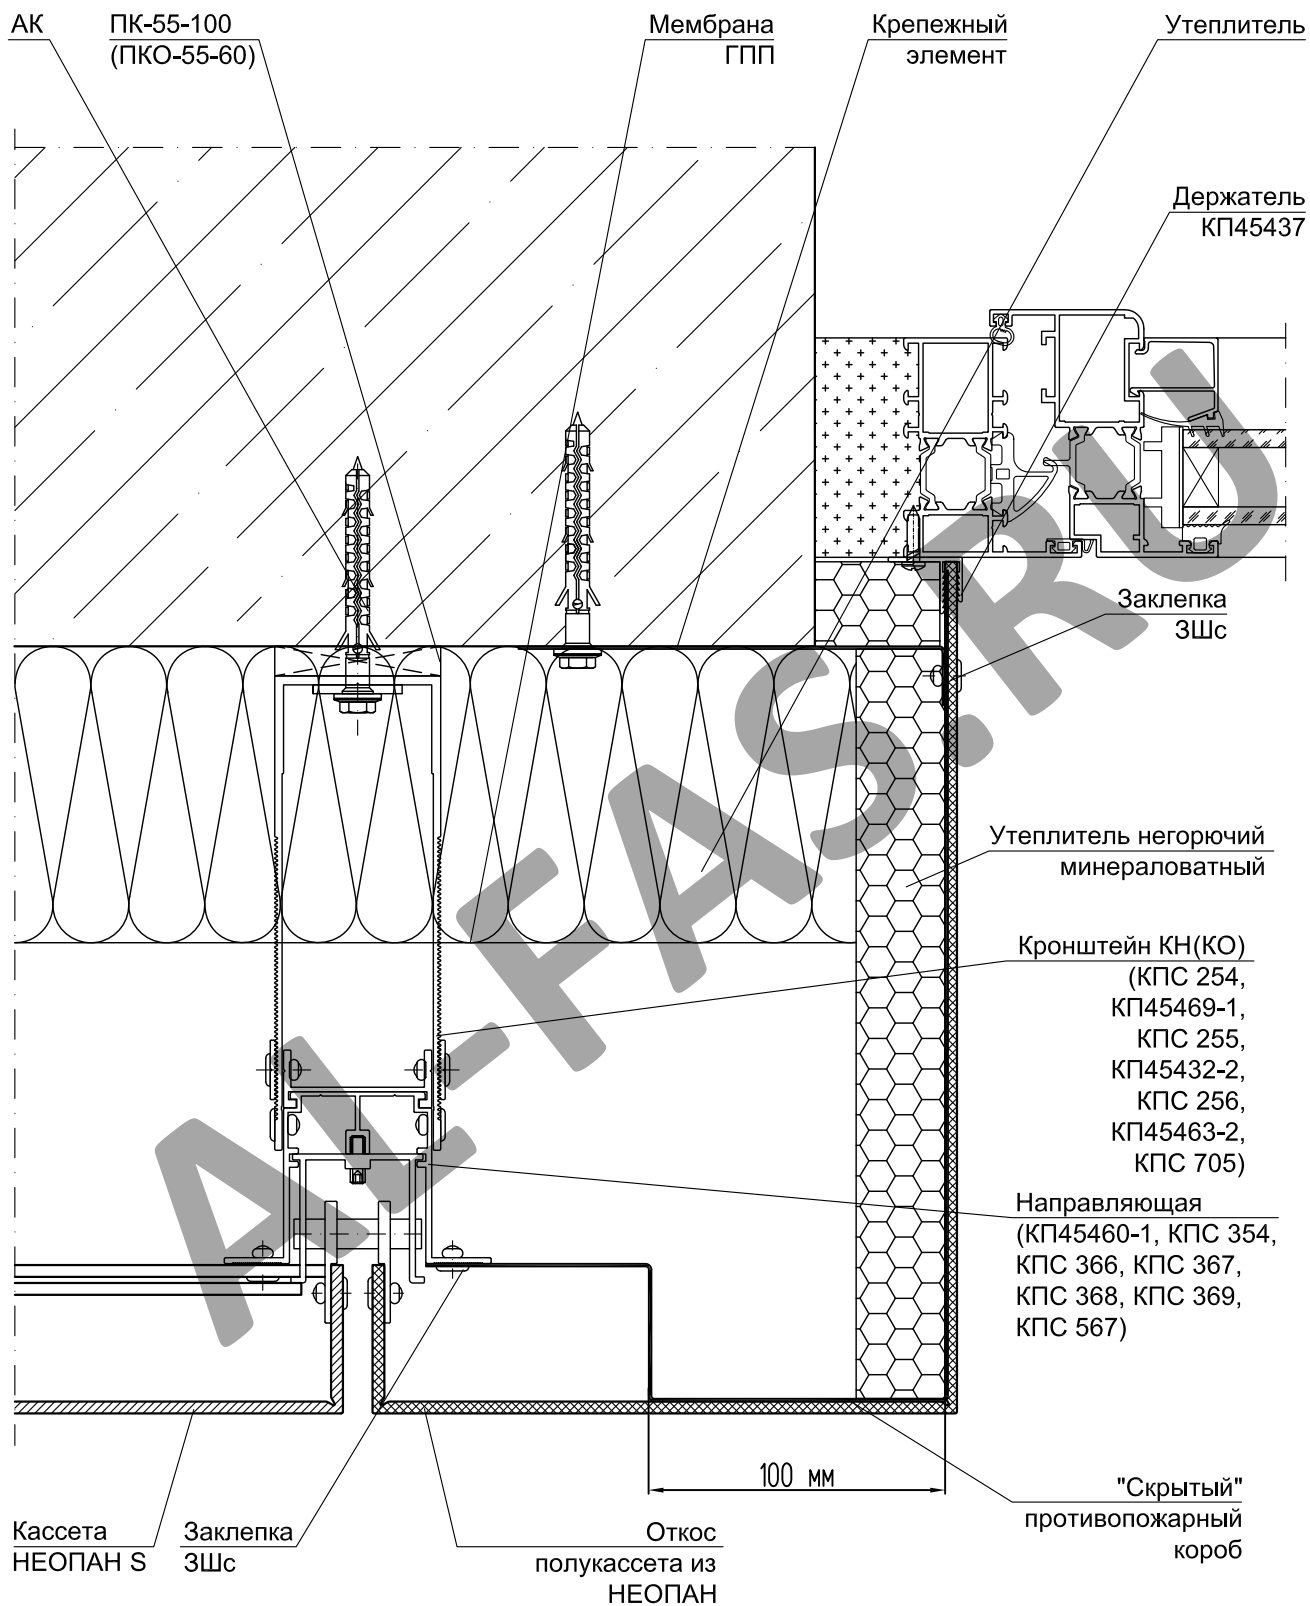 АК
ПК-55-100
(ПКО-55-60)
Мембрана
ГПП
Крепежный
элемент
Утеплитель
Держатель
КП45437
Заклепка
ЗШс
Утеплитель негорючий
минераловатный
Кронштейн КН(КО)
(КПС 254,
КП45469-1,
КПС 255,
КП45432-2,
КПС 256,
КП45463-2,
КПС 705)
Направляющая
(КП45460-1, КПС 354,
КПС 366, КПС 367,
КПС 368, КПС 369,
КПС 567)
100 мм
"Скрытый"
противопожарный
короб
Кассета
НЕОПАН S
Заклепка
ЗШс
Откос
полукассета из
НЕОПАН
AL-FAS.RU